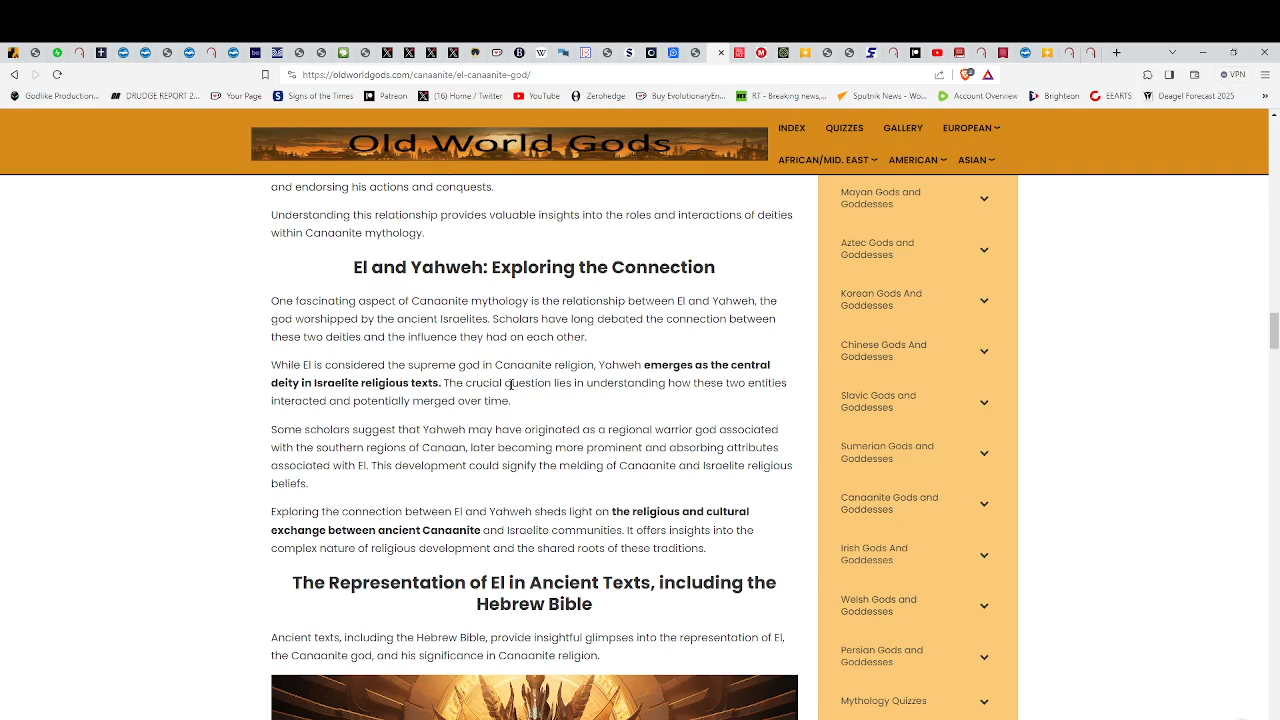 https://oldworldgods.com/canaanite/el-canaanite-god/
VPN
Godlike Production...
DRUDGE REPORT 2...
Your Page
Signs of the Times
Patreon
(16) Home / Twitter
YouTube
Zerohedge
Buy EvolutionaryEn...
RT - Breaking news,...
Sputnik News - Wo...
Account Overview
Brighteon
EEARTS
Deagel Forecast 2025
Old World Gods
INDEX QUIZZES GALLERY EUROPEAN
AFRICAN/MID. EAST AMERICAN ASIAN
and endorsing his actions and conquests.
Understanding this relationship provides valuable insights into the roles and interactions of deities
within Canaanite mythology.
El and Yahweh: Exploring the Connection
One fascinating aspect of Canaanite mythology is the relationship between El and Yahweh, the
god worshipped by the ancient Israelites. Scholars have long debated the connection between
these two deities and the influence they had on each other.
While El is considered the supreme god in Canaanite religion, Yahweh emerges as the central
deity in Israelite religious texts. The crucial question lies in understanding how these two entities
interacted and potentially merged over time.
Some scholars suggest that Yahweh may have originated as a regional warrior god associated
with the southern regions of Canaan, later becoming more prominent and absorbing attributes
associated with El. This development could signify the melding of Canaanite and Israelite religious
beliefs.
Exploring the connection between El and Yahweh sheds light on the religious and cultural
exchange between ancient Canaanite and Israelite communities. It offers insights into the
complex nature of religious development and the shared roots of these traditions.
The Representation of El in Ancient Texts, including the
Hebrew Bible
Ancient texts, including the Hebrew Bible, provide insightful glimpses into the representation of El,
the Canaanite god, and his significance in Canaanite religion.
Mayan Gods and
Goddesses
Aztec Gods and
Goddesses
Korean Gods And
Goddesses
Chinese Gods And
Goddesses
Slavic Gods and
Goddesses
Sumerian Gods and
Goddesses
Canaanite Gods and
Goddesses
Irish Gods And
Goddesses
Welsh Gods and
Goddesses
Persian Gods and
Goddesses
Mythology Quizzes